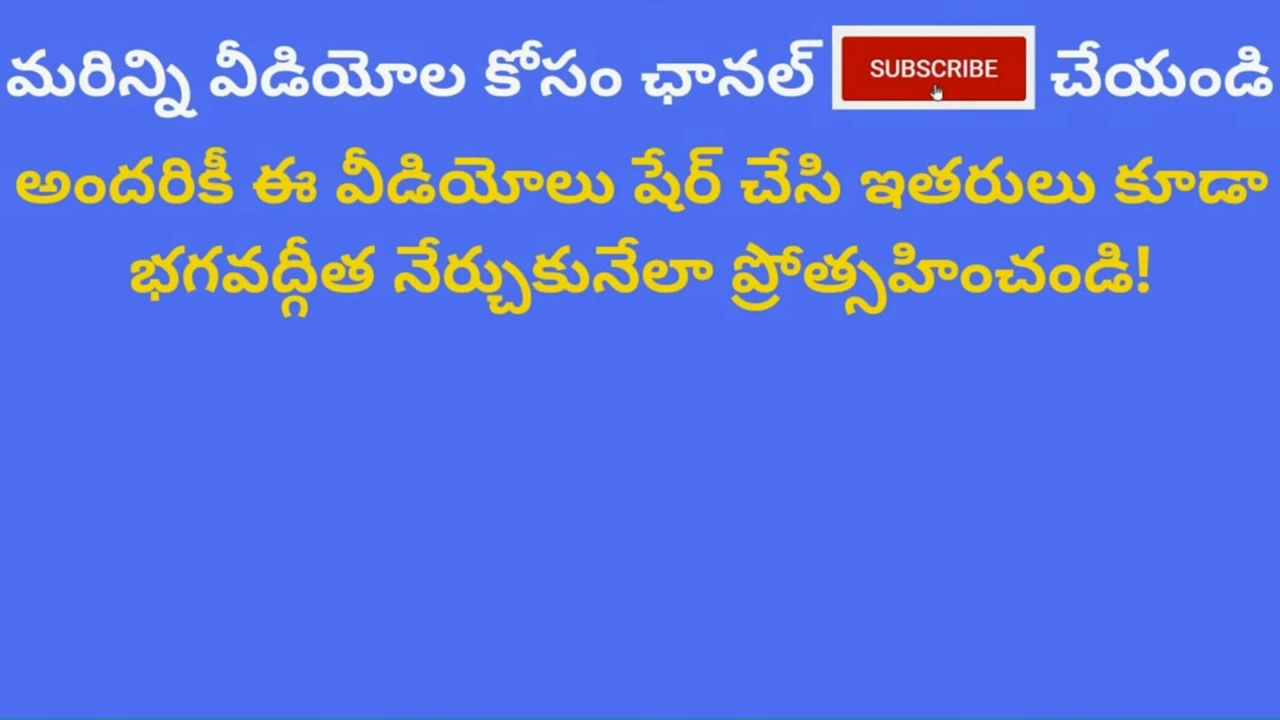 మరిన్ని వీడియోల కోసం ఛానల్ SUBSCRIBE చేయండి
అందరికీ ఈ వీడియోలు షేర్ చేసి ఇతరులు కూడా
భగవద్గీత నేర్చుకునేలా ప్రోత్సహించండి!